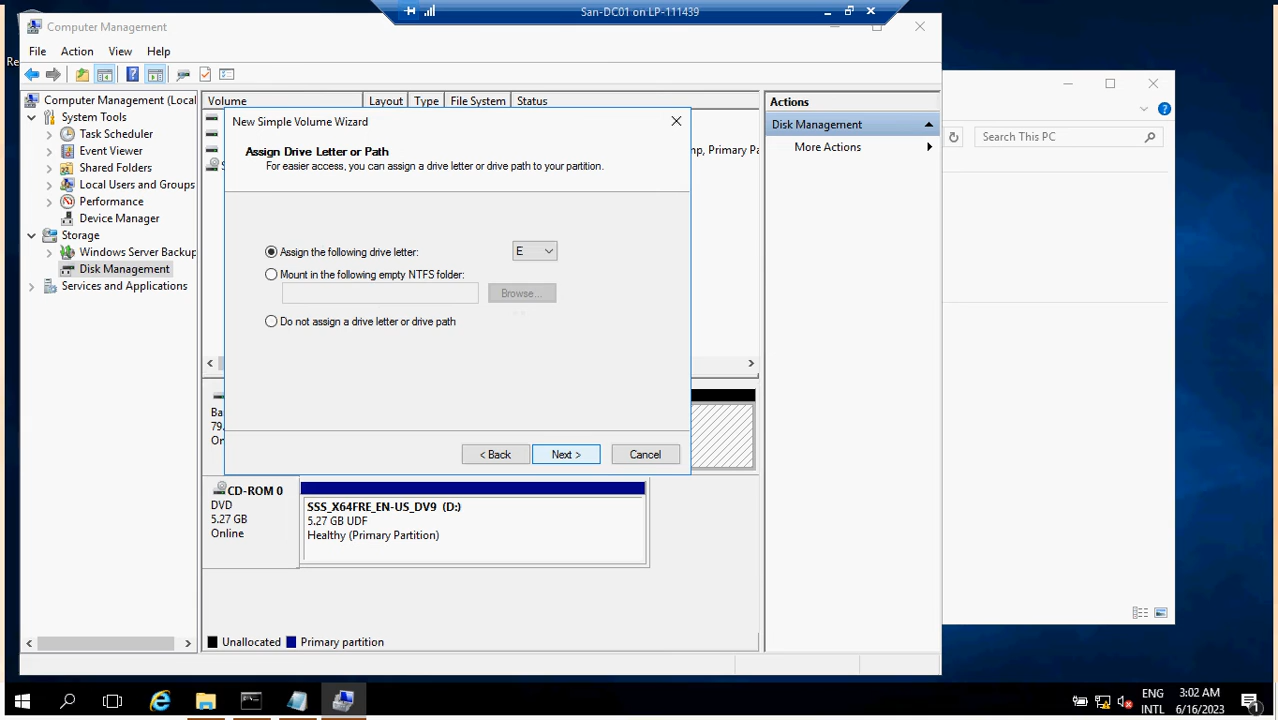 San-DC01 on LP-111439
Computer Management
File Action View Help
Computer Management (Local
System Tools
Task Scheduler
Event Viewer
Shared Folders
Local Users and Groups
Performance
Device Manager
Storage
Windows Server Backup
Disk Management
Services and Applications
Volume Layout Type File System Status
mp, Primary Pa
New Simple Volume Wizard
Assign Drive Letter or Path
For easier access, you can assign a drive letter or drive path to your partition.
Assign the following drive letter: E
Mount in the following empty NTFS folder:
Browse...
Do not assign a drive letter or drive path
< Back Next > Cancel
Ba
79.
On
CD-ROM 0
DVD
5.27 GB
Online
SSS_X64FRE_EN-US_DV9 (D:)
5.27 GB UDF
Healthy (Primary Partition)
Unallocated Primary partition
Actions
Disk Management
More Actions
Search This PC
Re
ENG
INTL
3:02 AM
6/16/2023
1